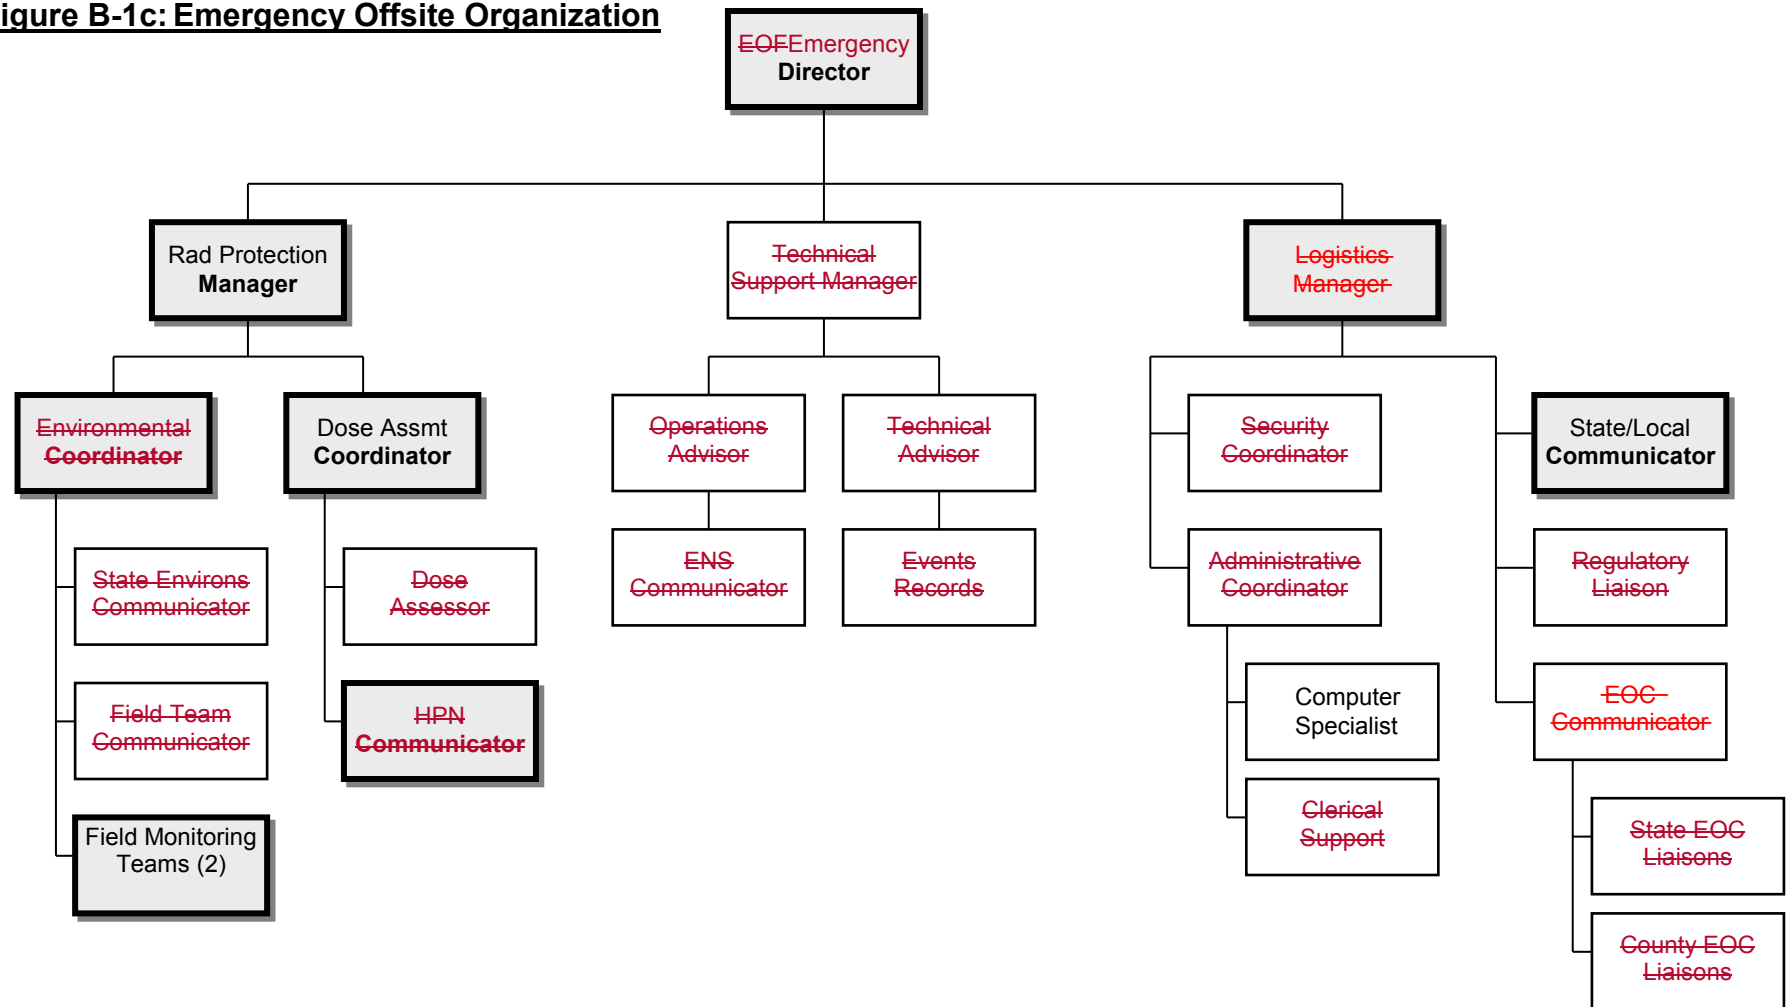 igure B-1c: Emergency Offsite Organization
EOFEmergency
Director
Rad Protection
Manager
Technical
Support Manager
Logistics
Manager
Environmental
Coordinator
Dose Assmt
Coordinator
Operations
Advisor
Technical
Advisor
Security
Coordinator
State/Local
Communicator
State Environs
Communicator
Dose
Assessor
ENS
Communicator
Events
Records
Administrative
Coordinator
Regulatory
Liaison
Field Team
Communicator
HPN
Communicator
Computer
Specialist
EOC
Communicator
Field Monitoring
Teams (2)
Clerical
Support
State EOC
Liaisons
County EOC
Liaisons